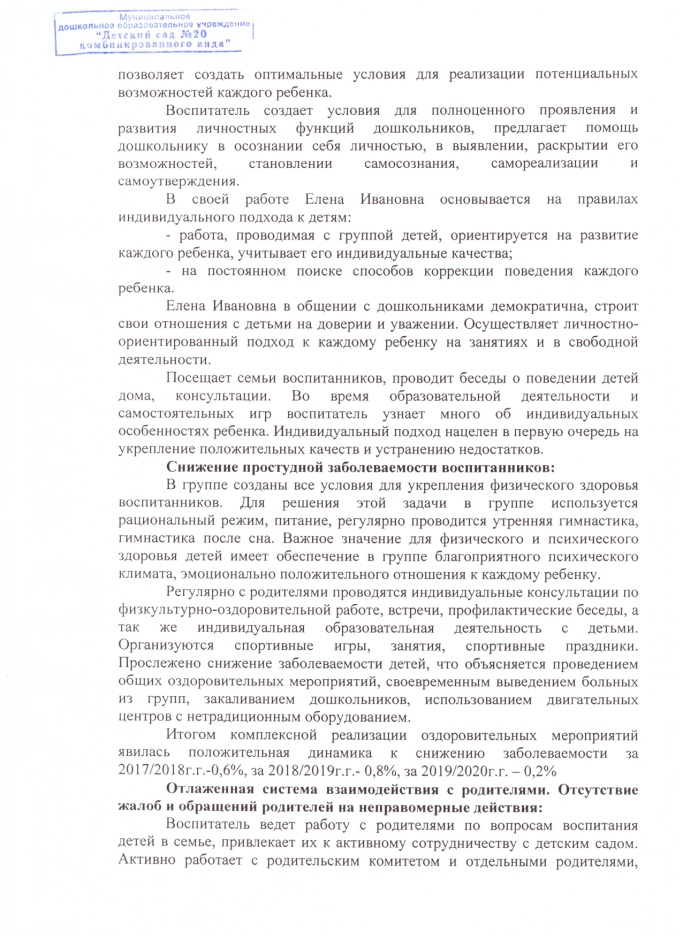 Муниципальное
дошкольное образовательное учреждение
"Детский сад №20
комбинированного вида"
позволяет создать оптимальные условия для реализации потенциальных
возможностей каждого ребенка.
Воспитатель создает условия для полноценного проявления и
развития личностных функций дошкольников, предлагает помощь
дошкольнику в осознании себя личностью, в выявлении, раскрытии его
возможностей, становлении самосознания, самореализации и
самоутверждения.
В своей работе Елена Ивановна основывается на правилах
индивидуального подхода к детям:
- работа, проводимая с группой детей, ориентируется на развитие
каждого ребенка, учитывает его индивидуальные качества;
- на постоянном поиске способов коррекции поведения каждого
ребенка.
Елена Ивановна в общении с дошкольниками демократична, строит
свои отношения с детьми на доверии и уважении. Осуществляет личностно-
ориентированный подход к каждому ребенку на занятиях и в свободной
деятельности.
Посещает семьи воспитанников, проводит беседы о поведении детей
дома, консультации. Во время образовательной деятельности и
самостоятельных игр воспитатель узнает много об индивидуальных
особенностях ребенка. Индивидуальный подход нацелен в первую очередь на
укрепление положительных качеств и устранению недостатков.
Снижение простудной заболеваемости воспитанников:
В группе созданы все условия для укрепления физического здоровья
воспитанников. Для решения этой задачи в группе используется
рациональный режим, питание, регулярно проводится утренняя гимнастика,
гимнастика после сна. Важное значение для физического и психического
здоровья детей имеет обеспечение в группе благоприятного психического
климата, эмоционально положительного отношения к каждому ребенку.
Регулярно с родителями проводятся индивидуальные консультации по
физкультурно-оздоровительной работе, встречи, профилактические беседы, а
так же индивидуальная образовательная деятельность с детьми.
Организуются спортивные игры, занятия, спортивные праздники.
Прослежено снижение заболеваемости детей, что объясняется проведением
общих оздоровительных мероприятий, своевременным выведением больных
из групп, закаливанием дошкольников, использованием двигательных
центров с нетрадиционным оборудованием.
Итогом комплексной реализации оздоровительных мероприятий
явилась положительная динамика к снижению заболеваемости за
2017/2018г.г.-0,6%, за 2018/2019г.г.- 0,8%, за 2019/2020г.г. – 0,2%
Отлаженная система взаимодействия с родителями. Отсутствие
жалоб и обращений родителей на неправомерные действия:
Воспитатель ведет работу с родителями по вопросам воспитания
детей в семье, привлекает их к активному сотрудничеству с детским садом.
Активно работает с родительским комитетом и отдельными родителями,